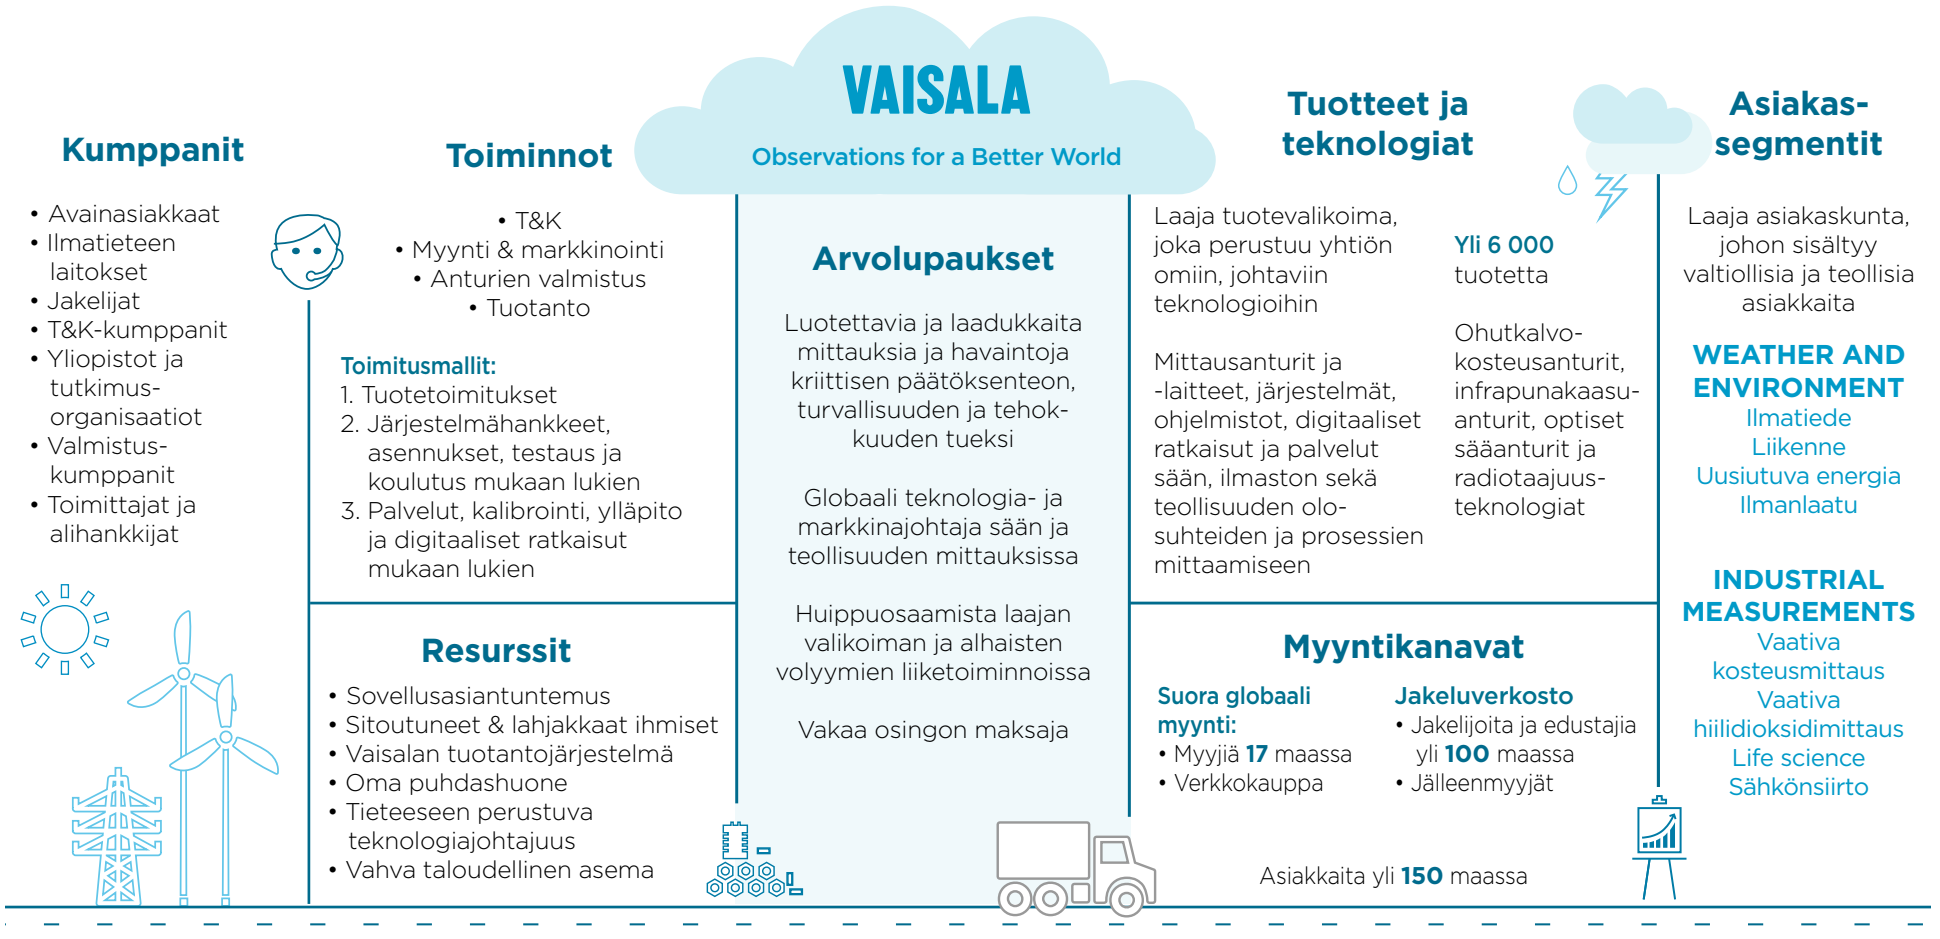 VAISALA
Observations for a Better World
Kumppanit
• Avainasiakkaat
• Ilmatieteen
laitokset
• Jakelijat
• T&K-kumppanit
• Yliopistot ja
tutkimus-
organisaatiot
• Valmistus-
kumppanit
• Toimittajat ja
alihankkijat
Toiminnot
• T&K
• Myynti & markkinointi
• Anturien valmistus
• Tuotanto
Toimitusmallit:
1. Tuotetoimitukset
2. Järjestelmähankkeet,
asennukset, testaus ja
koulutus mukaan lukien
3. Palvelut, kalibrointi, ylläpito
ja digitaaliset ratkaisut
mukaan lukien
Resurssit
• Sovellusasiantuntemus
• Sitoutuneet & lahjakkaat ihmiset
• Vaisalan tuotantojärjestelmä
• Oma puhdashuone
• Tieteeseen perustuva
teknologiajohtajuus
• Vahva taloudellinen asema
Arvolupaukset
Luotettavia ja laadukkaita
mittauksia ja havaintoja
kriittisen päätöksenteon,
turvallisuuden ja tehok-
kuuden tueksi
Globaali teknologia- ja
markkinajohtaja sään ja
teollisuuden mittauksissa
Huippuosaamista laajan
valikoiman ja alhaisten
volyymien liiketoiminnoissa
Vakaa osingon maksaja
Tuotteet ja
teknologiat
Laaja tuotevalikoima,
joka perustuu yhtiön
omiin, johtaviin
teknologioihin
Mittausanturit ja
-laitteet, järjestelmät,
ohjelmistot, digitaaliset
ratkaisut ja palvelut
sään, ilmaston sekä
teollisuuden olo-
suhteiden ja prosessien
mittaamiseen
Yli 6 000
tuotetta
Ohutkalvo-
kosteusanturit,
infrapunakaasu-
anturit, optiset
sääanturit ja
radiotaajuus-
teknologiat
Myyntikanavat
Suora globaali
myynti:
• Myyjiä 17 maassa
• Verkkokauppa
Jakeluverkosto
• Jakelijoita ja edustajia
yli 100 maassa
• Jälleenmyyjät
Asiakkaita yli 150 maassa
Asiakas-
segmentit
Laaja asiakaskunta,
johon sisältyy
valtiollisia ja teollisia
asiakkaita
WEATHER AND
ENVIRONMENT
Ilmatiede
Liikenne
Uusiutuva energia
Ilmanlaatu
INDUSTRIAL
MEASUREMENTS
Vaativa
kosteusmittaus
Vaativa
hiilidioksidimittaus
Life science
Sähkönsiirto